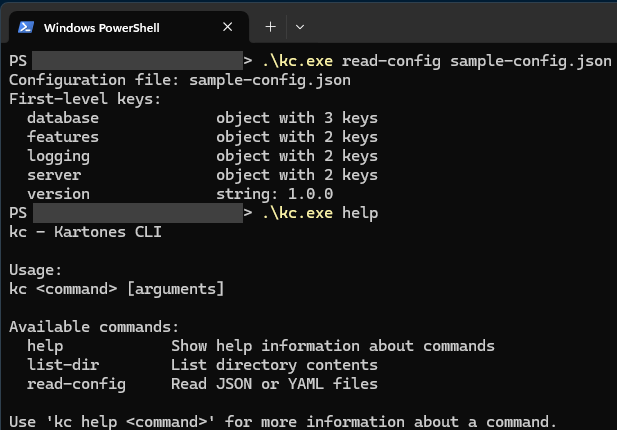 Windows PowerShell
PS > .\kc.exe read-config sample-config.json
Configuration file: sample-config.json
First-level keys:
  database             object with 3 keys
  features             object with 2 keys
  logging              object with 2 keys
  server               object with 2 keys
  version              string: 1.0.0
PS > .\kc.exe help
kc - Kartones CLI

Usage:
kc <command> [arguments]

Available commands:
  help            Show help information about commands
  list-dir        List directory contents
  read-config     Read JSON or YAML files

Use 'kc help <command>' for more information about a command.